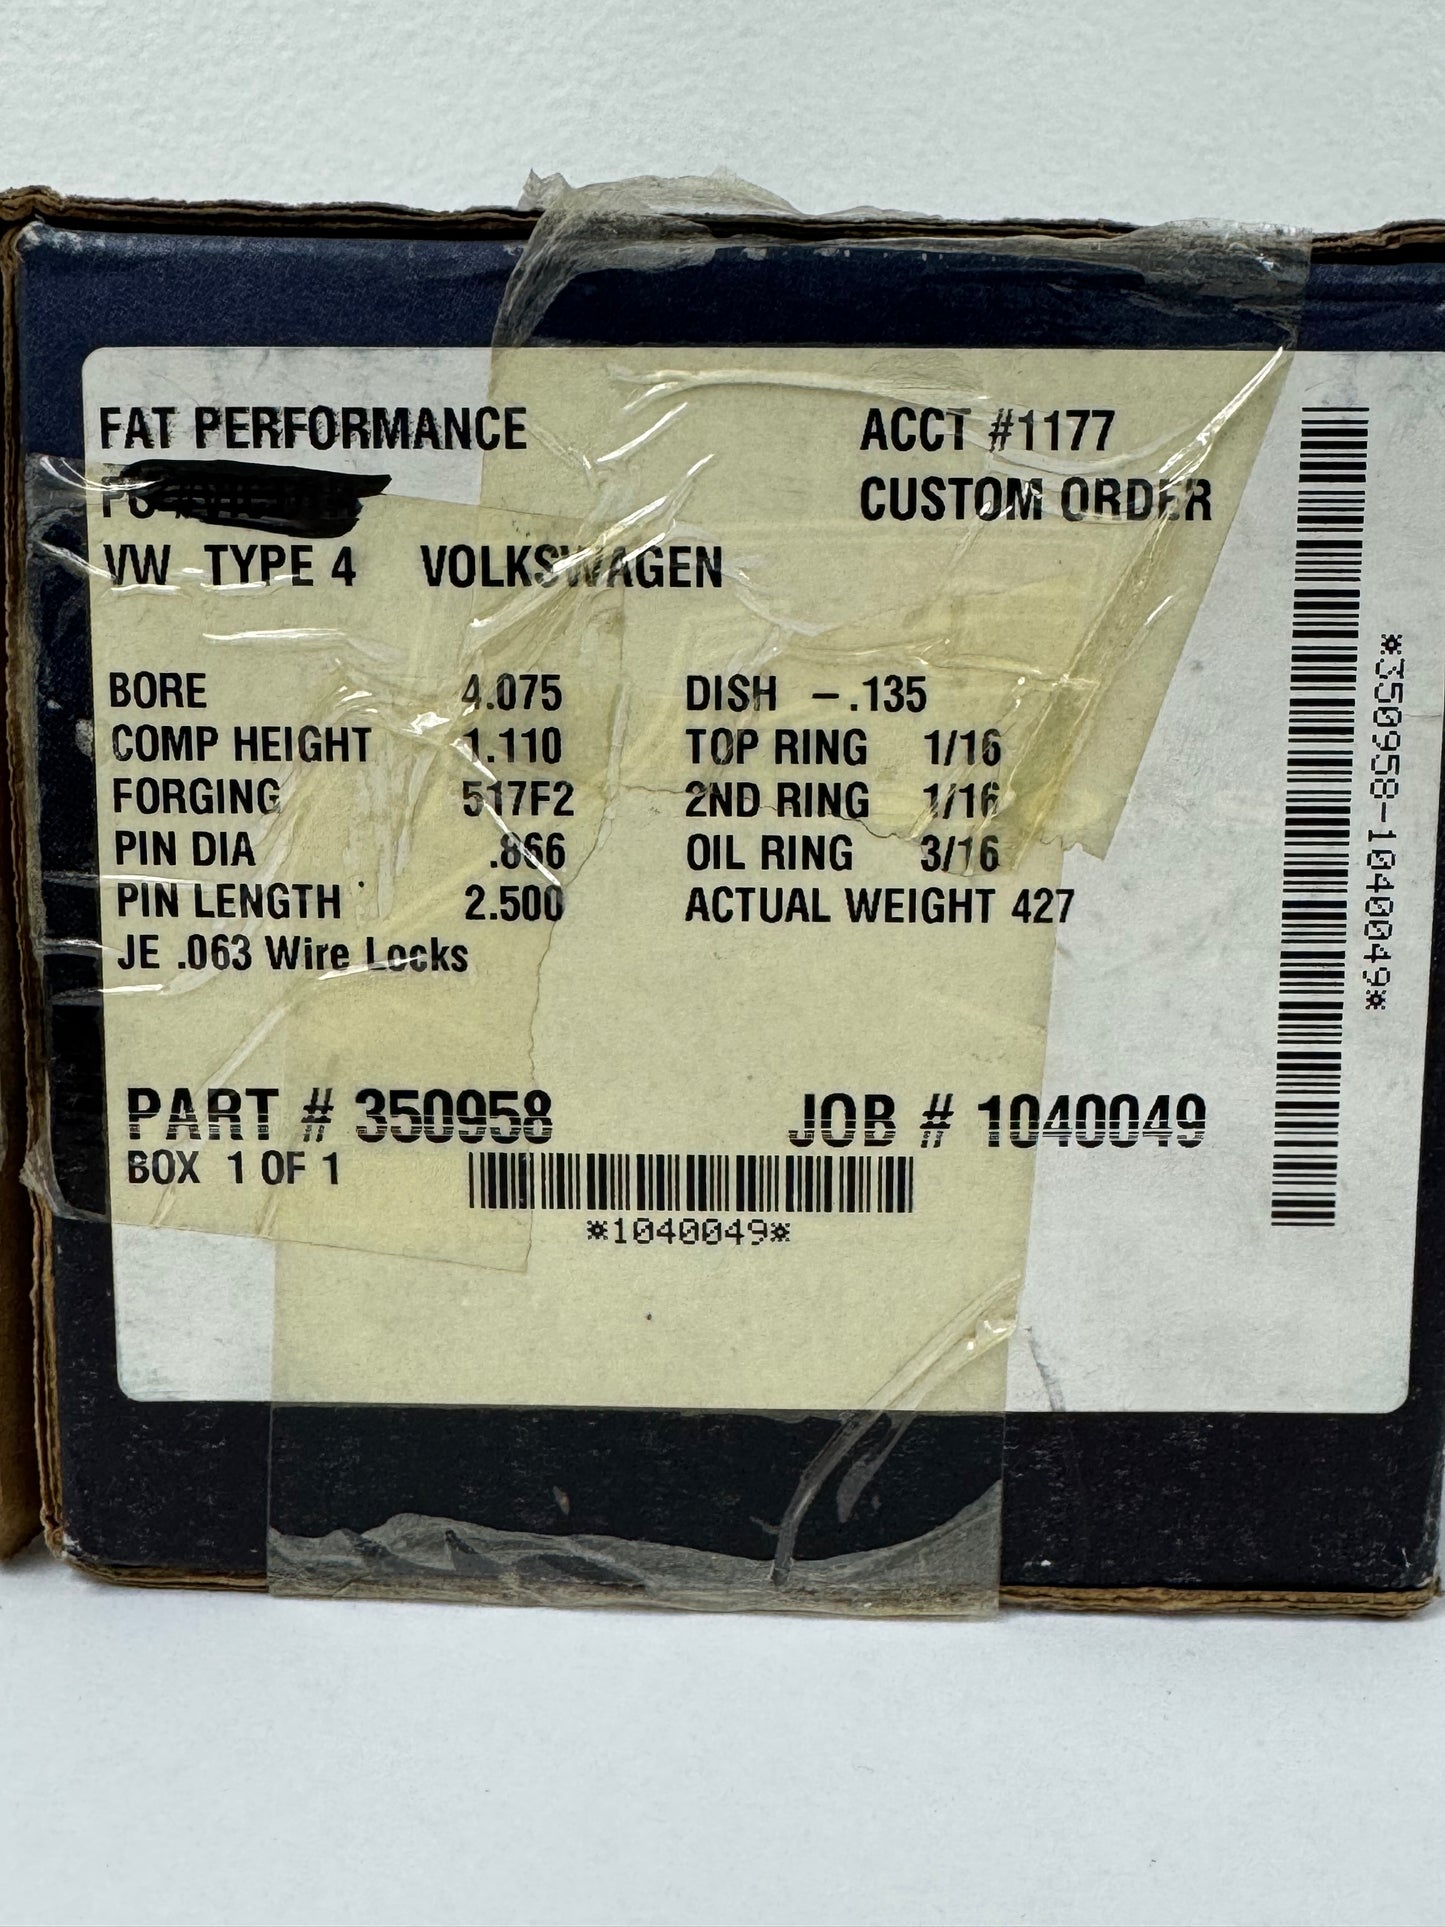 FAT PERFORMANCE
ACCT #1177
CUSTOM ORDER
VW TYPE 4 VOLKSWAGEN
BORE 4.075 DISH -.135
COMP HEIGHT 1.110 TOP RING 1/16
FORGING 517F2 2ND RING 1/16
PIN DIA .866 OIL RING 3/16
PIN LENGTH 2.500 ACTUAL WEIGHT 427
JE .063 Wire Locks
PART # 350958 JOB # 1040049
BOX 1 OF 1
*1040049*
*350958-1040049*